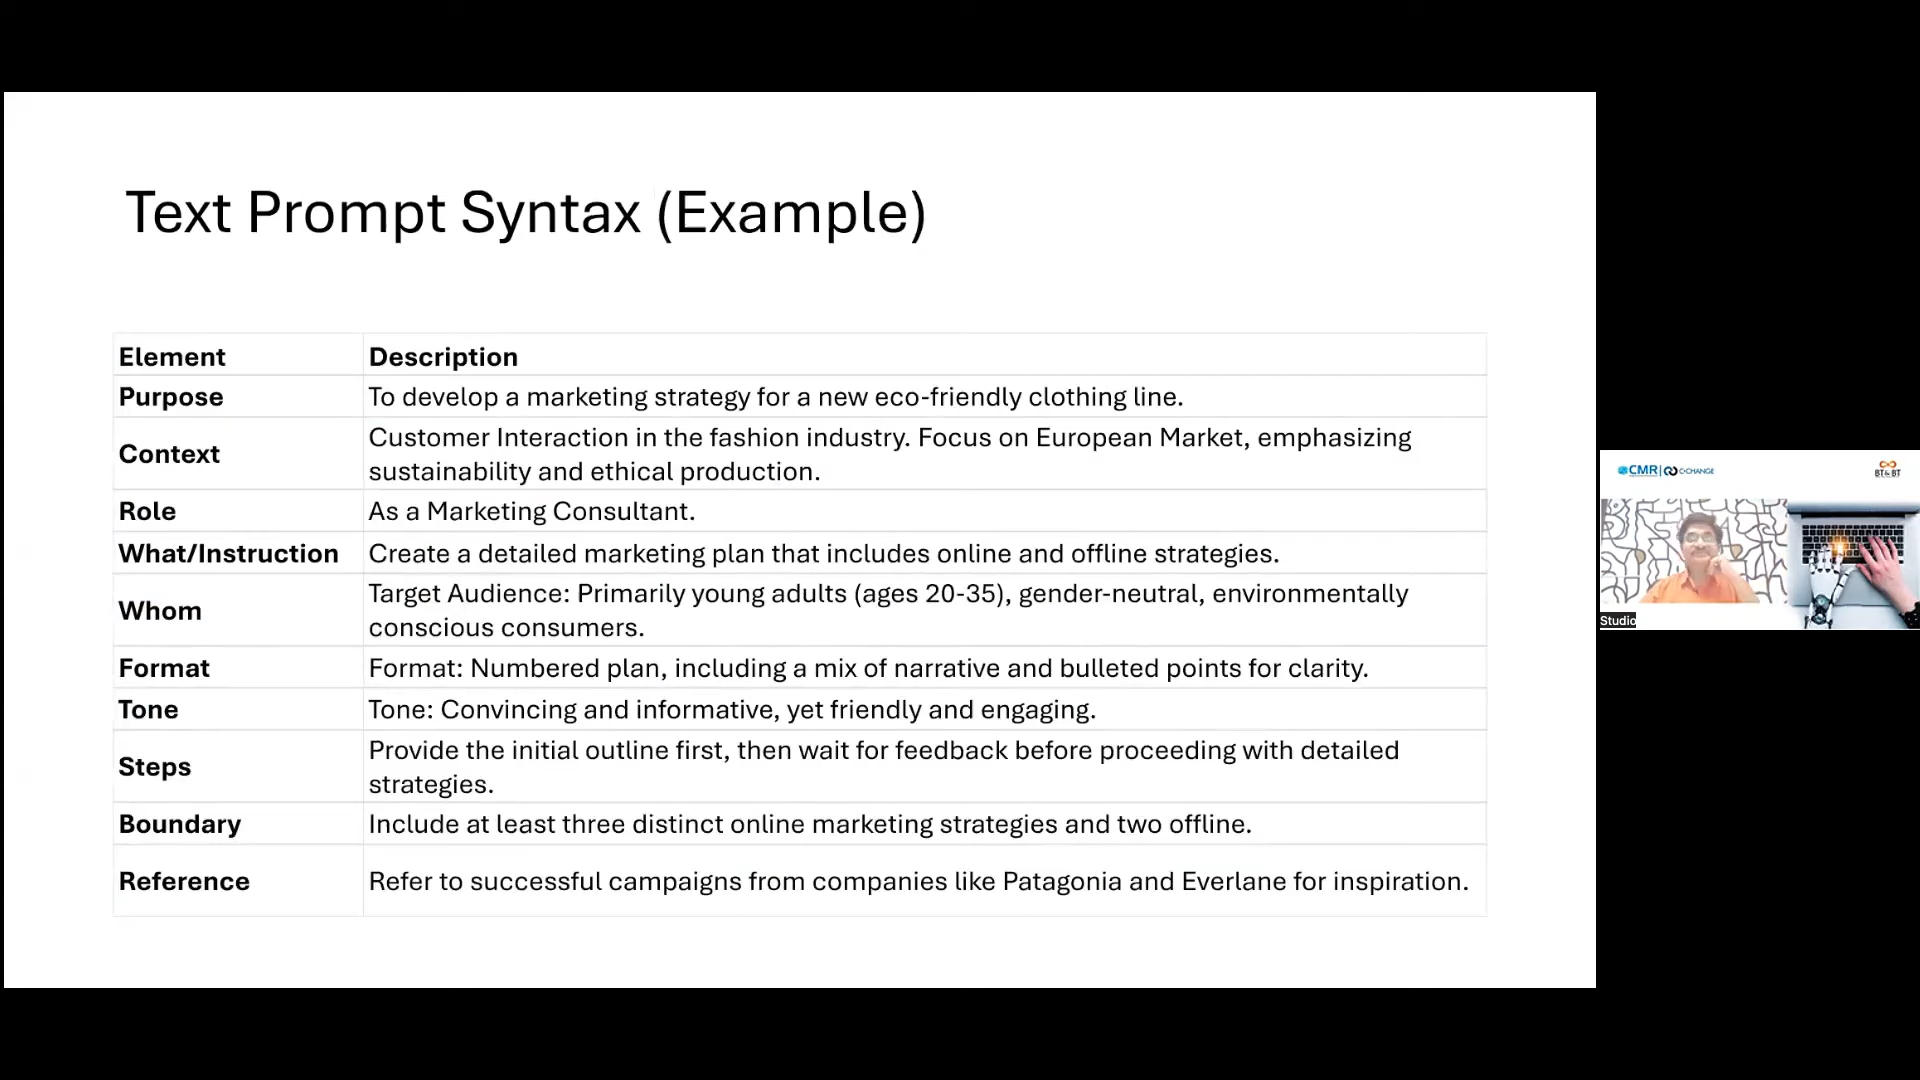 Text Prompt Syntax (Example)
Element Description
Purpose To develop a marketing strategy for a new eco-friendly clothing line.
Context Customer Interaction in the fashion industry. Focus on European Market, emphasizing
sustainability and ethical production.
Role As a Marketing Consultant.
What/Instruction Create a detailed marketing plan that includes online and offline strategies.
Whom Target Audience: Primarily young adults (ages 20-35), gender-neutral, environmentally
conscious consumers.
Format Format: Numbered plan, including a mix of narrative and bulleted points for clarity.
Tone Tone: Convincing and informative, yet friendly and engaging.
Steps Provide the initial outline first, then wait for feedback before proceeding with detailed
strategies.
Boundary Include at least three distinct online marketing strategies and two offline.
Reference Refer to successful campaigns from companies like Patagonia and Everlane for inspiration.
CMR C-CHANGE
BT& BT
Studio